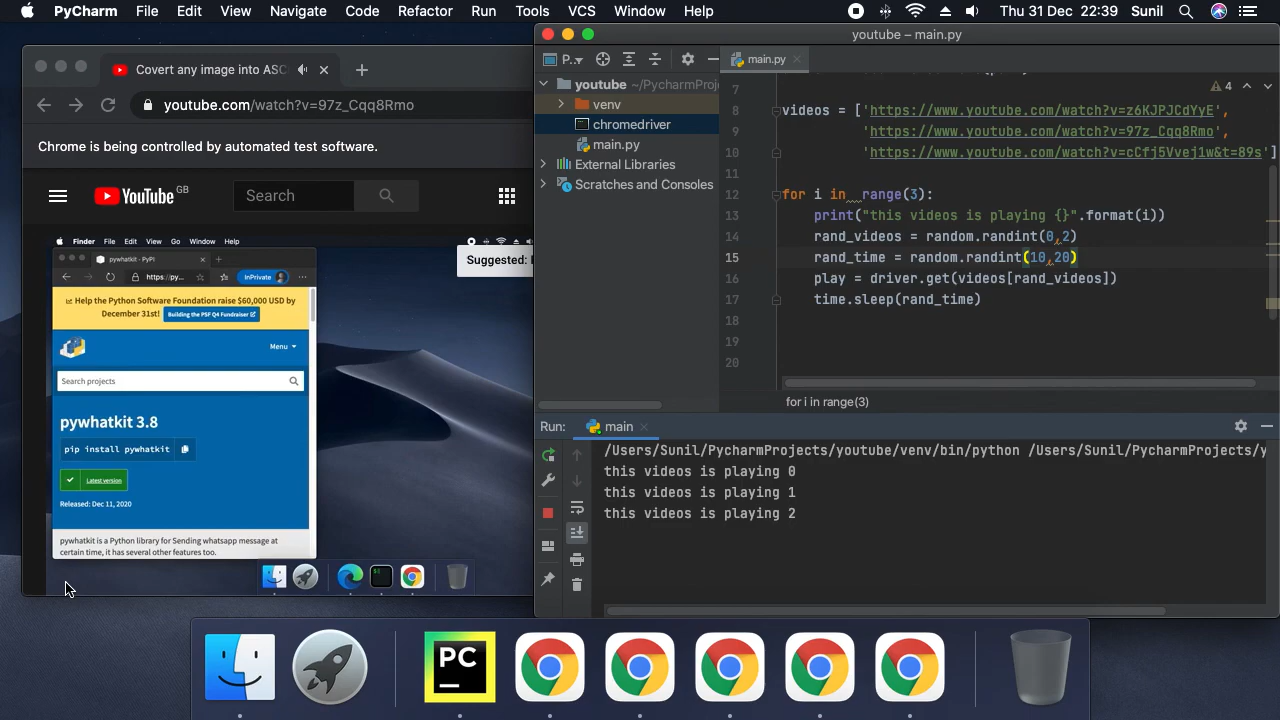 PyCharm File Edit View Navigate Code Refactor Run Tools VCS Window Help Thu 31 Dec 22:39 Sunil
Covert any image into ASC
youtube.com/watch?v=97z_Cqq8Rmo
Chrome is being controlled by automated test software.
YouTube GB
Search
Finder File Edit View Go Window Help
pywhatkit · PyPI
https://py... InPrivate
Suggested:
Help the Python Software Foundation raise $60,000 USD by
December 31st! Building the PSF Q4 Fundraiser
Menu
Search projects
pywhatkit 3.8
pip install pywhatkit
Latest version
Released: Dec 11, 2020
pywhatkit is a Python library for Sending whatsapp message at
certain time, it has several other features too.
youtube – main.py
P..
main.py
youtube ~/PycharmProj
venv
chromedriver
main.py
External Libraries
Scratches and Consoles
4
7
8 videos = ['https://www.youtube.com/watch?v=z6KJPJCdYyE',
9 'https://www.youtube.com/watch?v=97z_Cqq8Rmo',
10 'https://www.youtube.com/watch?v=cCfj5Vvej1w&t=89s']
11
12 for i in range(3):
13 print("this videos is playing {}".format(i))
14 rand_videos = random.randint(0,2)
15 rand_time = random.randint(10,20)
16 play = driver.get(videos[rand_videos])
17 time.sleep(rand_time)
18
19
20
for i in range(3)
Run: main
/Users/Sunil/PycharmProjects/youtube/venv/bin/python /Users/Sunil/PycharmProjects/y
this videos is playing 0
this videos is playing 1
this videos is playing 2
PC